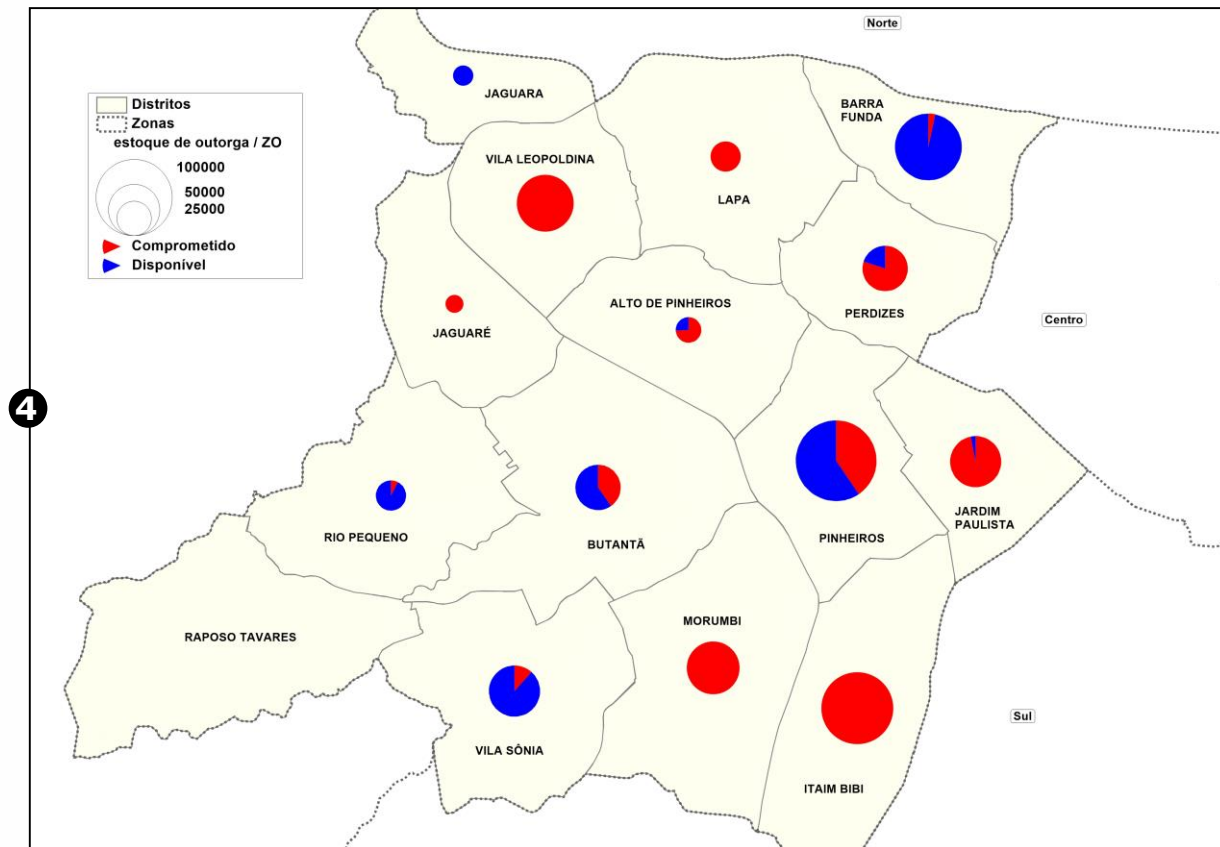 Norte
Distritos
Zonas
estoque de outorga / ZO
100000
50000
25000
Comprometido
Disponível
JAGUARA
BARRA
FUNDA
VILA LEOPOLDINA
LAPA
PERDIZES
ALTO DE PINHEIROS
JAGUARÉ
Centro
4
RIO PEQUENO
BUTANTÃ
PINHEIROS
JARDIM
PAULISTA
RAPOSO TAVARES
MORUMBI
VILA SÔNIA
ITAIM BIBI
Sul